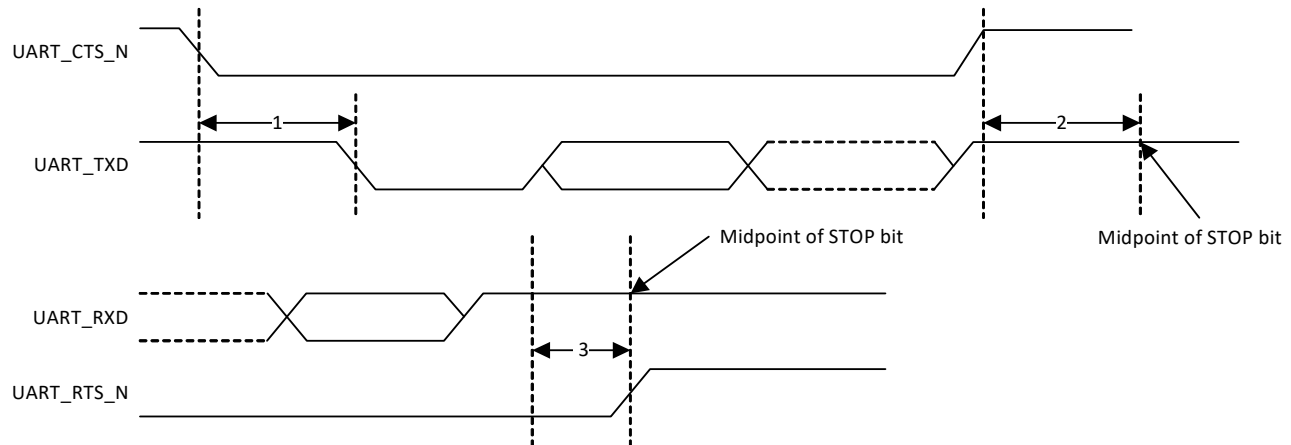 UART_CTS_N
1
2
UART_TXD
Midpoint of STOP bit
Midpoint of STOP bit
UART_RXD
3
UART_RTS_N